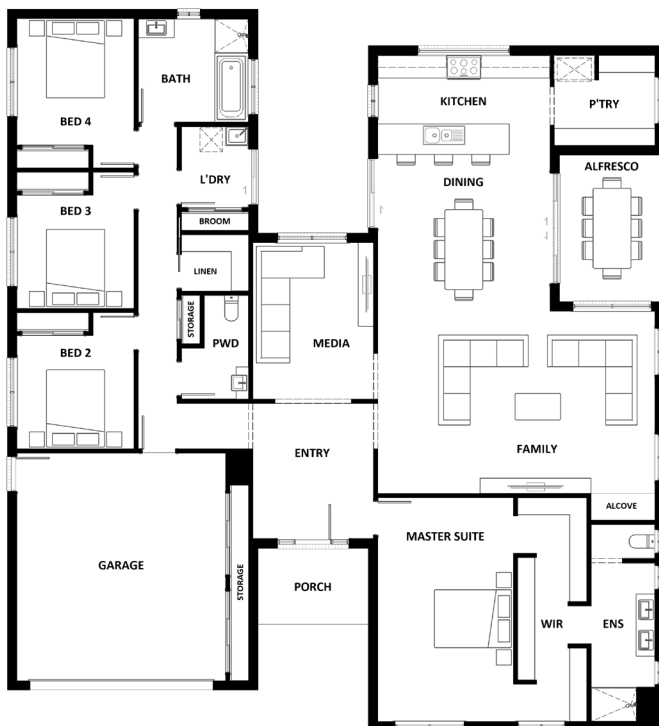 BATH
BED 4
KITCHEN
P'TRY
L'DRY
DINING
ALFRESCO
BED 3
BROOM
LINEN
STORAGE
PWD
MEDIA
BED 2
FAMILY
ENTRY
ALCOVE
MASTER SUITE
GARAGE
STORAGE
PORCH
WIR
ENS